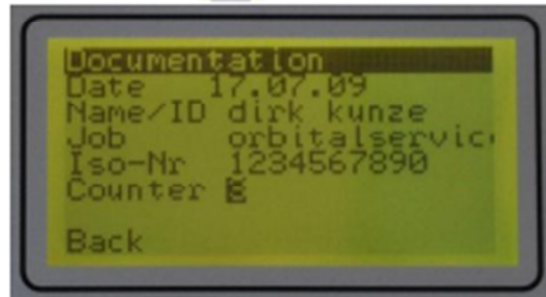 Documentation
Date 17.07.09
Name/ID dirk kunze
Job orbitalservic
Iso-Nr 1234567890
Counter
Back